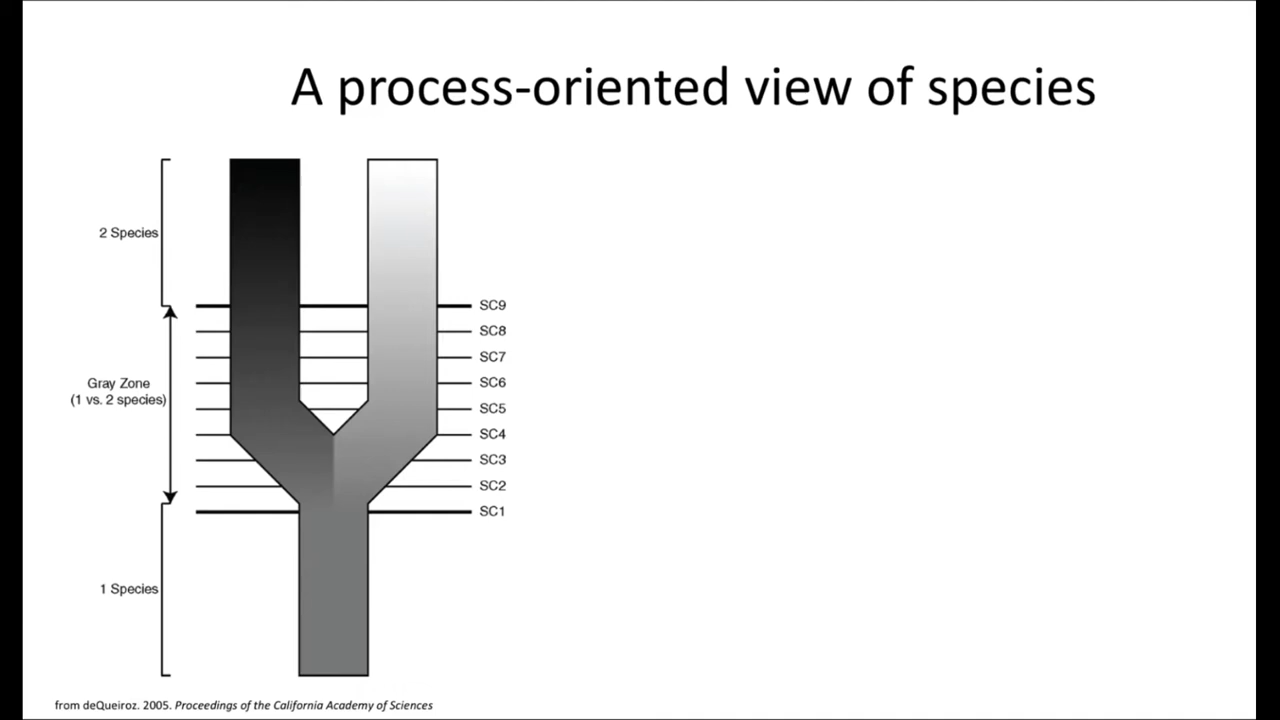 A process-oriented view of species
2 Species
SC9
SC8
SC7
Gray Zone
(1 vs. 2 species)
SC6
SC5
SC4
SC3
SC2
SC1
1 Species
from deQueiroz. 2005. Proceedings of the California Academy of Sciences